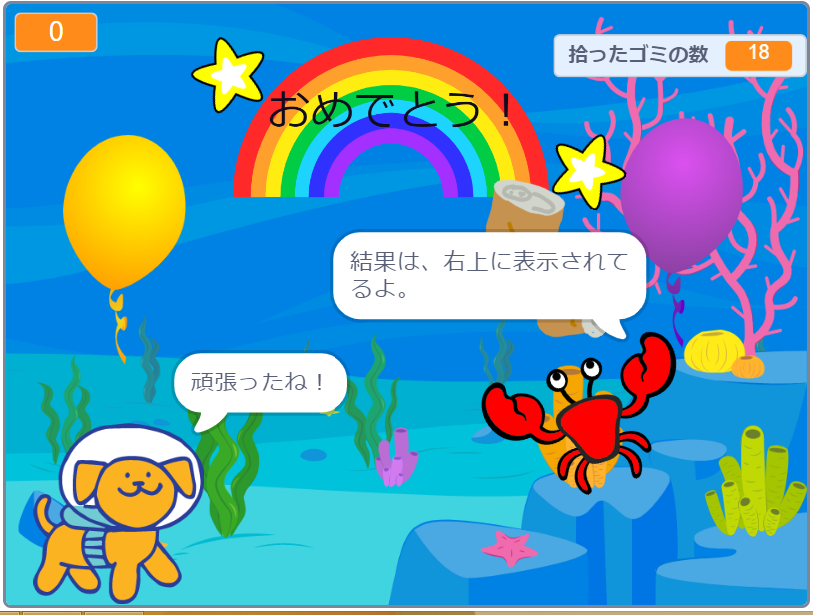 0
拾ったゴミの数 18
おめでとう！
結果は、右上に表示されて
るよ。
頑張ったね！